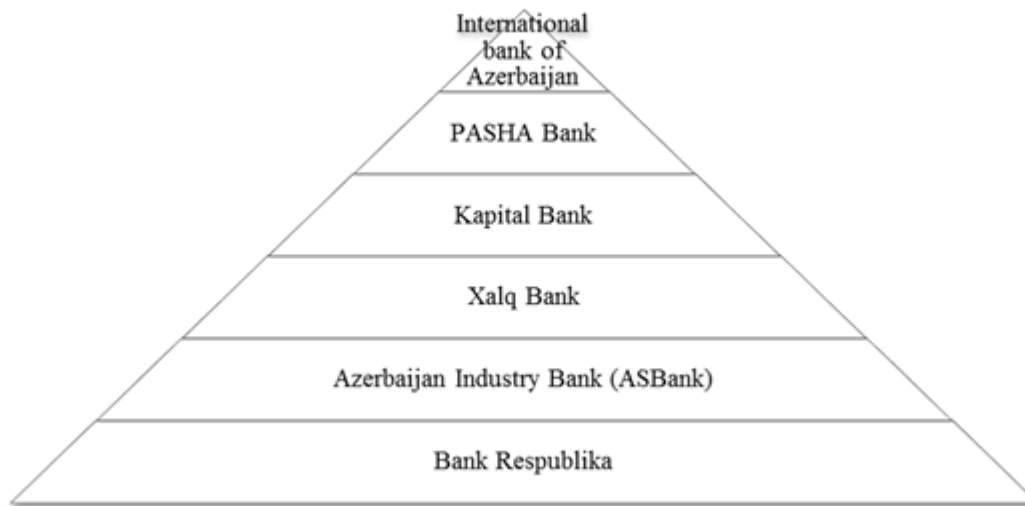 International
bank of
Azerbaijan
PASHA Bank
Kapital Bank
Xalq Bank
Azerbaijan Industry Bank (ASBank)
Bank Respublika